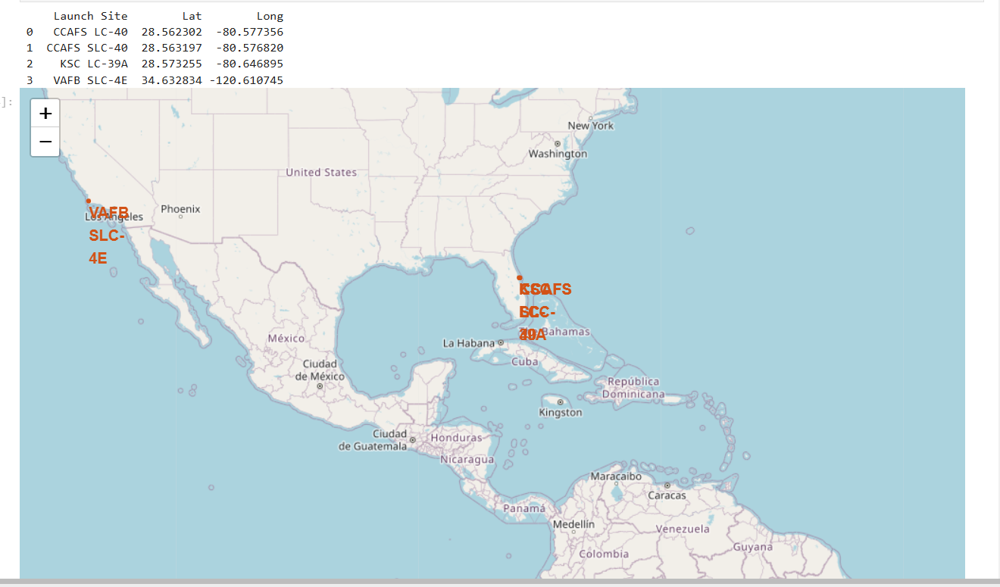 Launch Site Lat Long
0 CCAFS LC-40 28.562302 -80.577356
1 CCAFS SLC-40 28.563197 -80.576820
2 KSC LC-39A 28.573255 -80.646895
3 VAFB SLC-4E 34.632834 -120.610745
]:
+
−
New York
Washington
United States
Phoenix
VAFB
Los Angeles
SLC-
4E
CCAFS
The Bahamas
La Habana
México
Cuba
Ciudad
de México
República
Dominicana
Kingston
Ciudad
de Guatemala
Honduras
Nicaragua
Maracaibo
Caracas
Panamá
Medellín
Venezuela
Guyana
Colombia